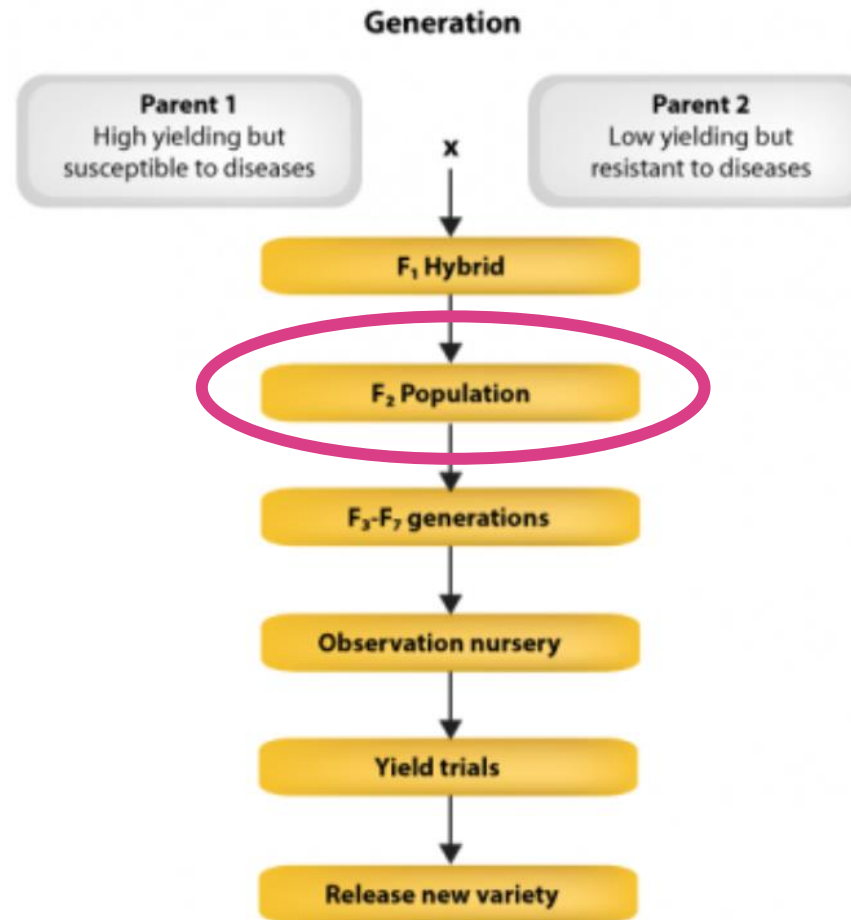 Generation
Parent 1
High yielding but
susceptible to diseases
x
Parent 2
Low yielding but
resistant to diseases
F₁ Hybrid
F₂ Population
F₃-F₇ generations
Observation nursery
Yield trials
Release new variety